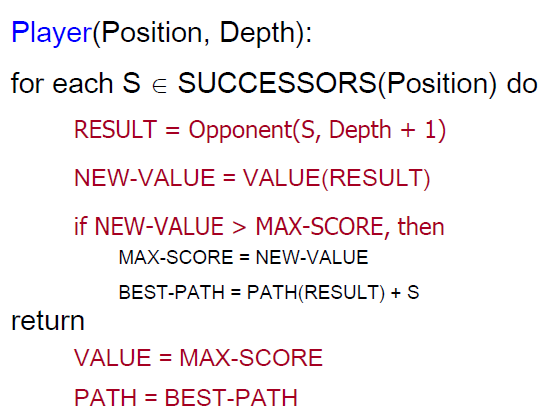 Player(Position, Depth):
for each S ∈ SUCCESSORS(Position) do
RESULT = Opponent(S, Depth + 1)
NEW-VALUE = VALUE(RESULT)
if NEW-VALUE > MAX-SCORE, then
MAX-SCORE = NEW-VALUE
BEST-PATH = PATH(RESULT) + S
return
VALUE = MAX-SCORE
PATH = BEST-PATH